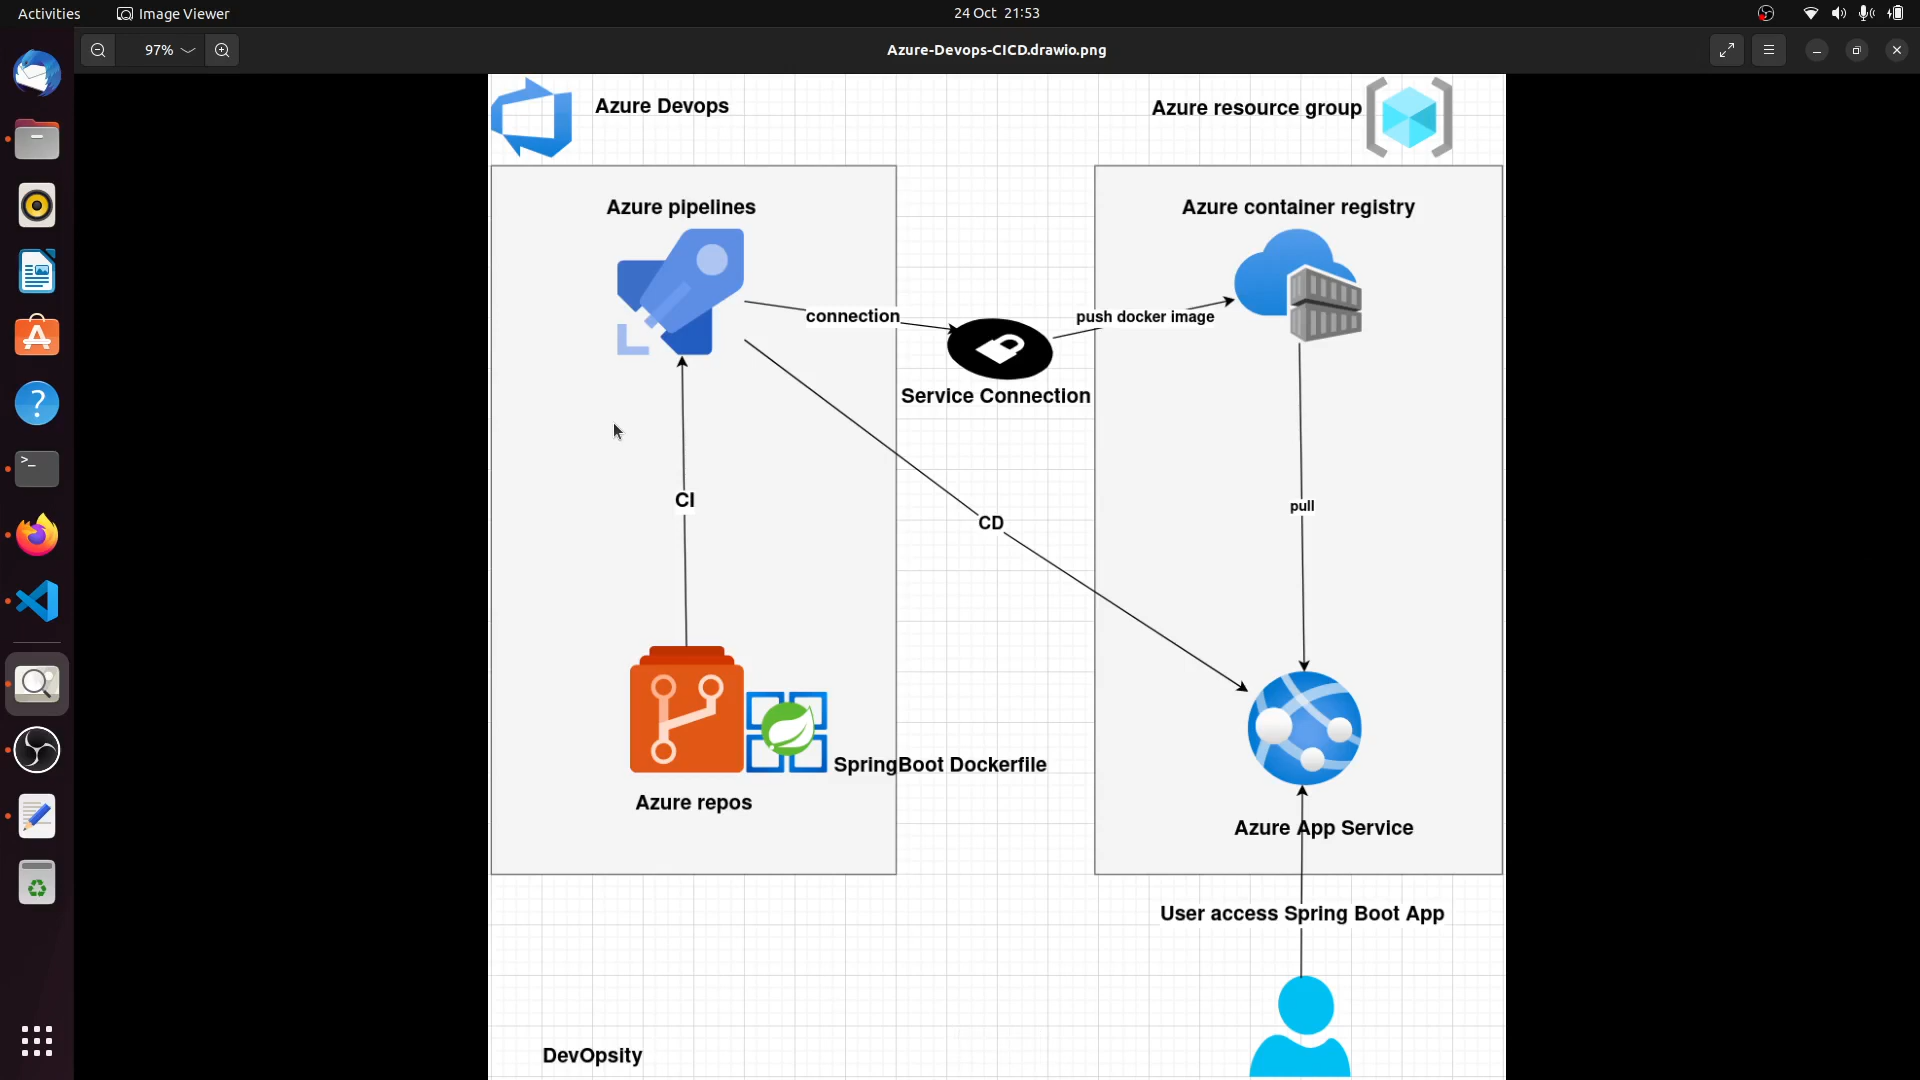 Activities
Image Viewer
24 Oct 21:53
97%
Azure-Devops-CICD.drawio.png
Azure Devops
Azure resource group
Azure pipelines
Azure container registry
connection
push docker image
Service Connection
CI
CD
pull
SpringBoot Dockerfile
Azure repos
Azure App Service
User access Spring Boot App
DevOpsity